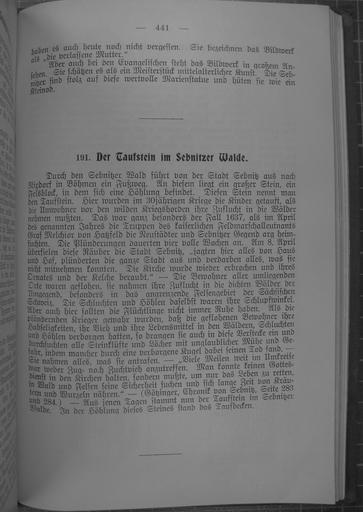 — 441 —
haben es auch heute noch nicht vergessen. Sie bezeichnen das Bildwerk
als „die verlassene Mutter.“
Aber auch bei den Evangelischen steht das Bildwerk in großem An-
sehen. Sie schätzen es als ein Meisterstück mittelalterlicher Kunst. Die Seb-
nitzer sind stolz auf diese wertvolle Marienstatue und hüten sie wie ein
Kleinod.
191. Der Taufstein im Sebnitzer Walde.
Durch den Sebnitzer Wald führt von der Stadt Sebnitz aus nach
Nixdorf in Böhmen ein Fußweg. An diesem liegt ein großer Stein, ein
Felsblock, in dem sich eine Höhlung befindet. Diesen Stein nennt man
den Taufstein. Hier wurden im 30jährigen Kriege die Kinder getauft, als
die Umwohner vor den wilden Kriegshorden ihre Zuflucht in die Wälder
nehmen mußten. Das war ganz besonders der Fall 1637, als im April
des genannten Jahres die Truppen des kaiserlichen Feldmarschalleutnants
Graf Melchior von Hatzfeld die Neustädter und Sebnitzer Gegend arg heim-
suchten. Die Plünderungen dauerten vier volle Wochen an. Am 8. April
überfielen diese Räuber die Stadt Sebnitz, „jagten hier alles von Haus
und Hof, plünderten die ganze Stadt aus und verdarben alles, was sie
nicht mitnehmen konnten. Die Kirche wurde wieder erbrochen und ihres
Ornates und der Kelche beraubt.“ — Die Bewohner aller umliegenden
Orte waren geflohen, sie nahmen ihre Zuflucht in die dichten Wälder der
Umgegend, besonders in das angrenzende Felsengebiet der Sächsischen
Schweiz. Die Schluchten und Höhlen daselbst waren ihre Schlupfwinkel.
Aber auch hier sollten die Flüchtlinge nicht immer Ruhe haben. Als die
plündernden Krieger gewahr wurden, daß die geflohenen Bewohner ihre
Habseligkeiten, ihr Vieh und ihre Lebensmittel in den Wäldern, Schluchten
und Höhlen verborgen hatten, so drangen sie auch in diese Verstecke ein und
durchsuchten alle Steinklüfte und Löcher mit unglaublicher Mühe und Ge-
fahr, indem mancher durch eine verborgene Kugel dabei seinen Tod fand. —
Sie nahmen alles, was sie antrafen. — „Viele Meilen weit im Umkreise
war weder Zug- noch Zuchtvieh anzutreffen. Man konnte keinen Gottes-
dienst in den Kirchen halten, sondern mußte, um nur das Leben zu retten,
in Wald und Felsen seine Sicherheit suchen und sich lange Zeit von Kräu-
tern und Wurzeln nähren.“ — (Götzinger, Chronik von Sebnitz, Seite 283
und 284.) — Aus jenen Tagen stammt nun der Taufstein im Sebnitzer
Walde. In der Höhlung dieses Steines stand das Taufbecken.